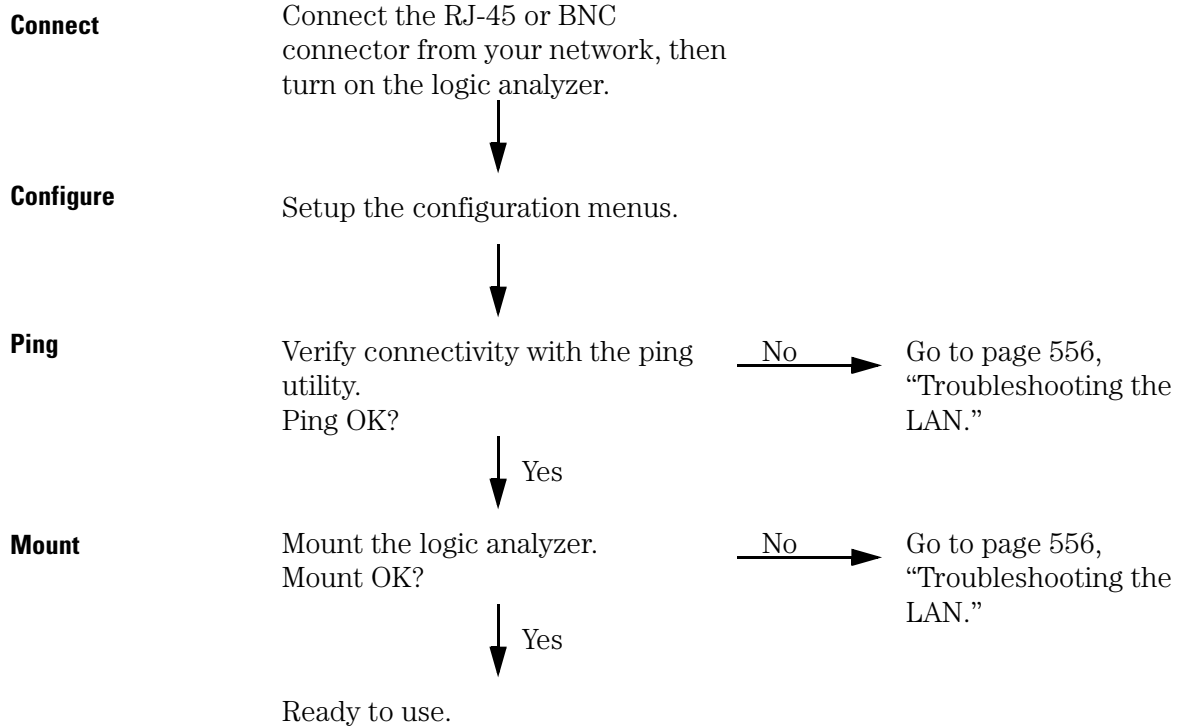 Connect
Connect the RJ-45 or BNC
connector from your network, then
turn on the logic analyzer.
Configure
Setup the configuration menus.
Ping
Verify connectivity with the ping
utility.
Ping OK?
No
Go to page 556,
“Troubleshooting the
LAN.”
Yes
Mount
Mount the logic analyzer.
Mount OK?
No
Go to page 556,
“Troubleshooting the
LAN.”
Yes
Ready to use.